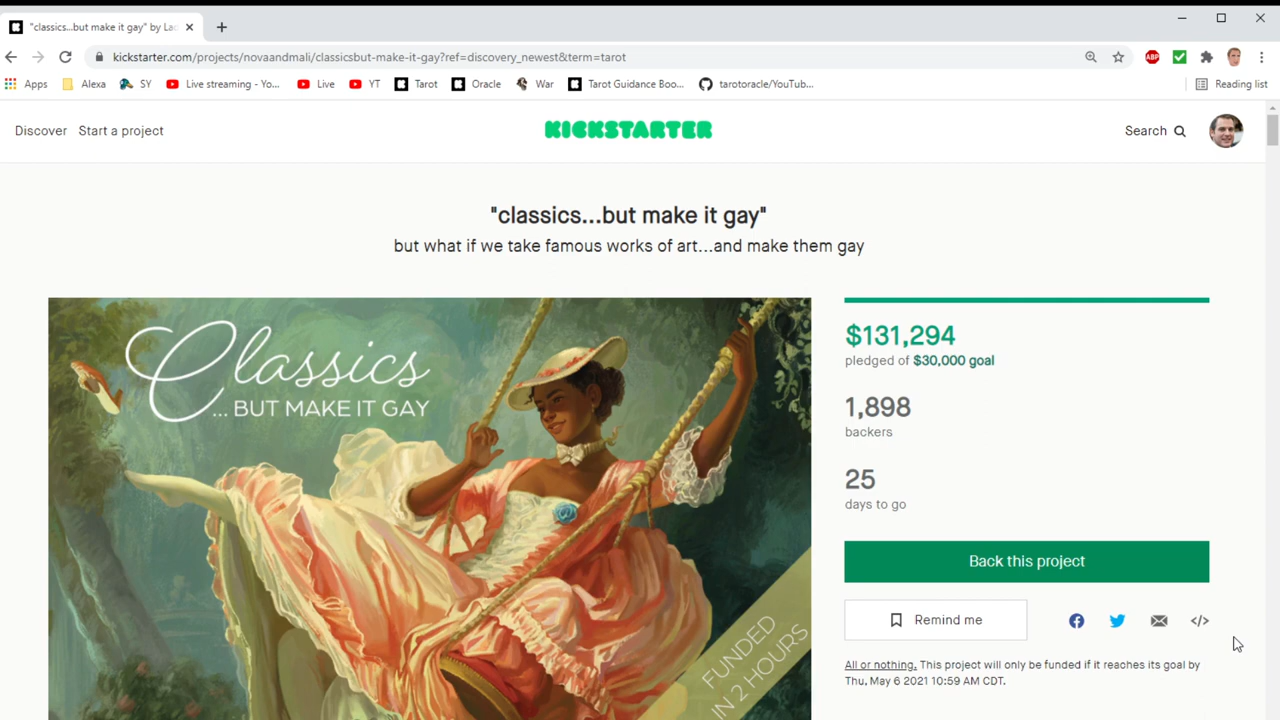 "classics...but make it gay" by La
kickstarter.com/projects/novaandmali/classicsbut-make-it-gay?ref=discovery_newest&term=tarot
ABP
Apps Alexa SY Live streaming - Yo... Live YT Tarot Oracle War Tarot Guidance Boo... tarotoracle/YouTub... Reading list
Discover Start a project KICKSTARTER Search
"classics...but make it gay"
but what if we take famous works of art...and make them gay
Classics
... BUT MAKE IT GAY
FUNDED
IN 2 HOURS
$131,294
pledged of $30,000 goal
1,898
backers
25
days to go
Back this project
Remind me
All or nothing. This project will only be funded if it reaches its goal by
Thu, May 6 2021 10:59 AM CDT.